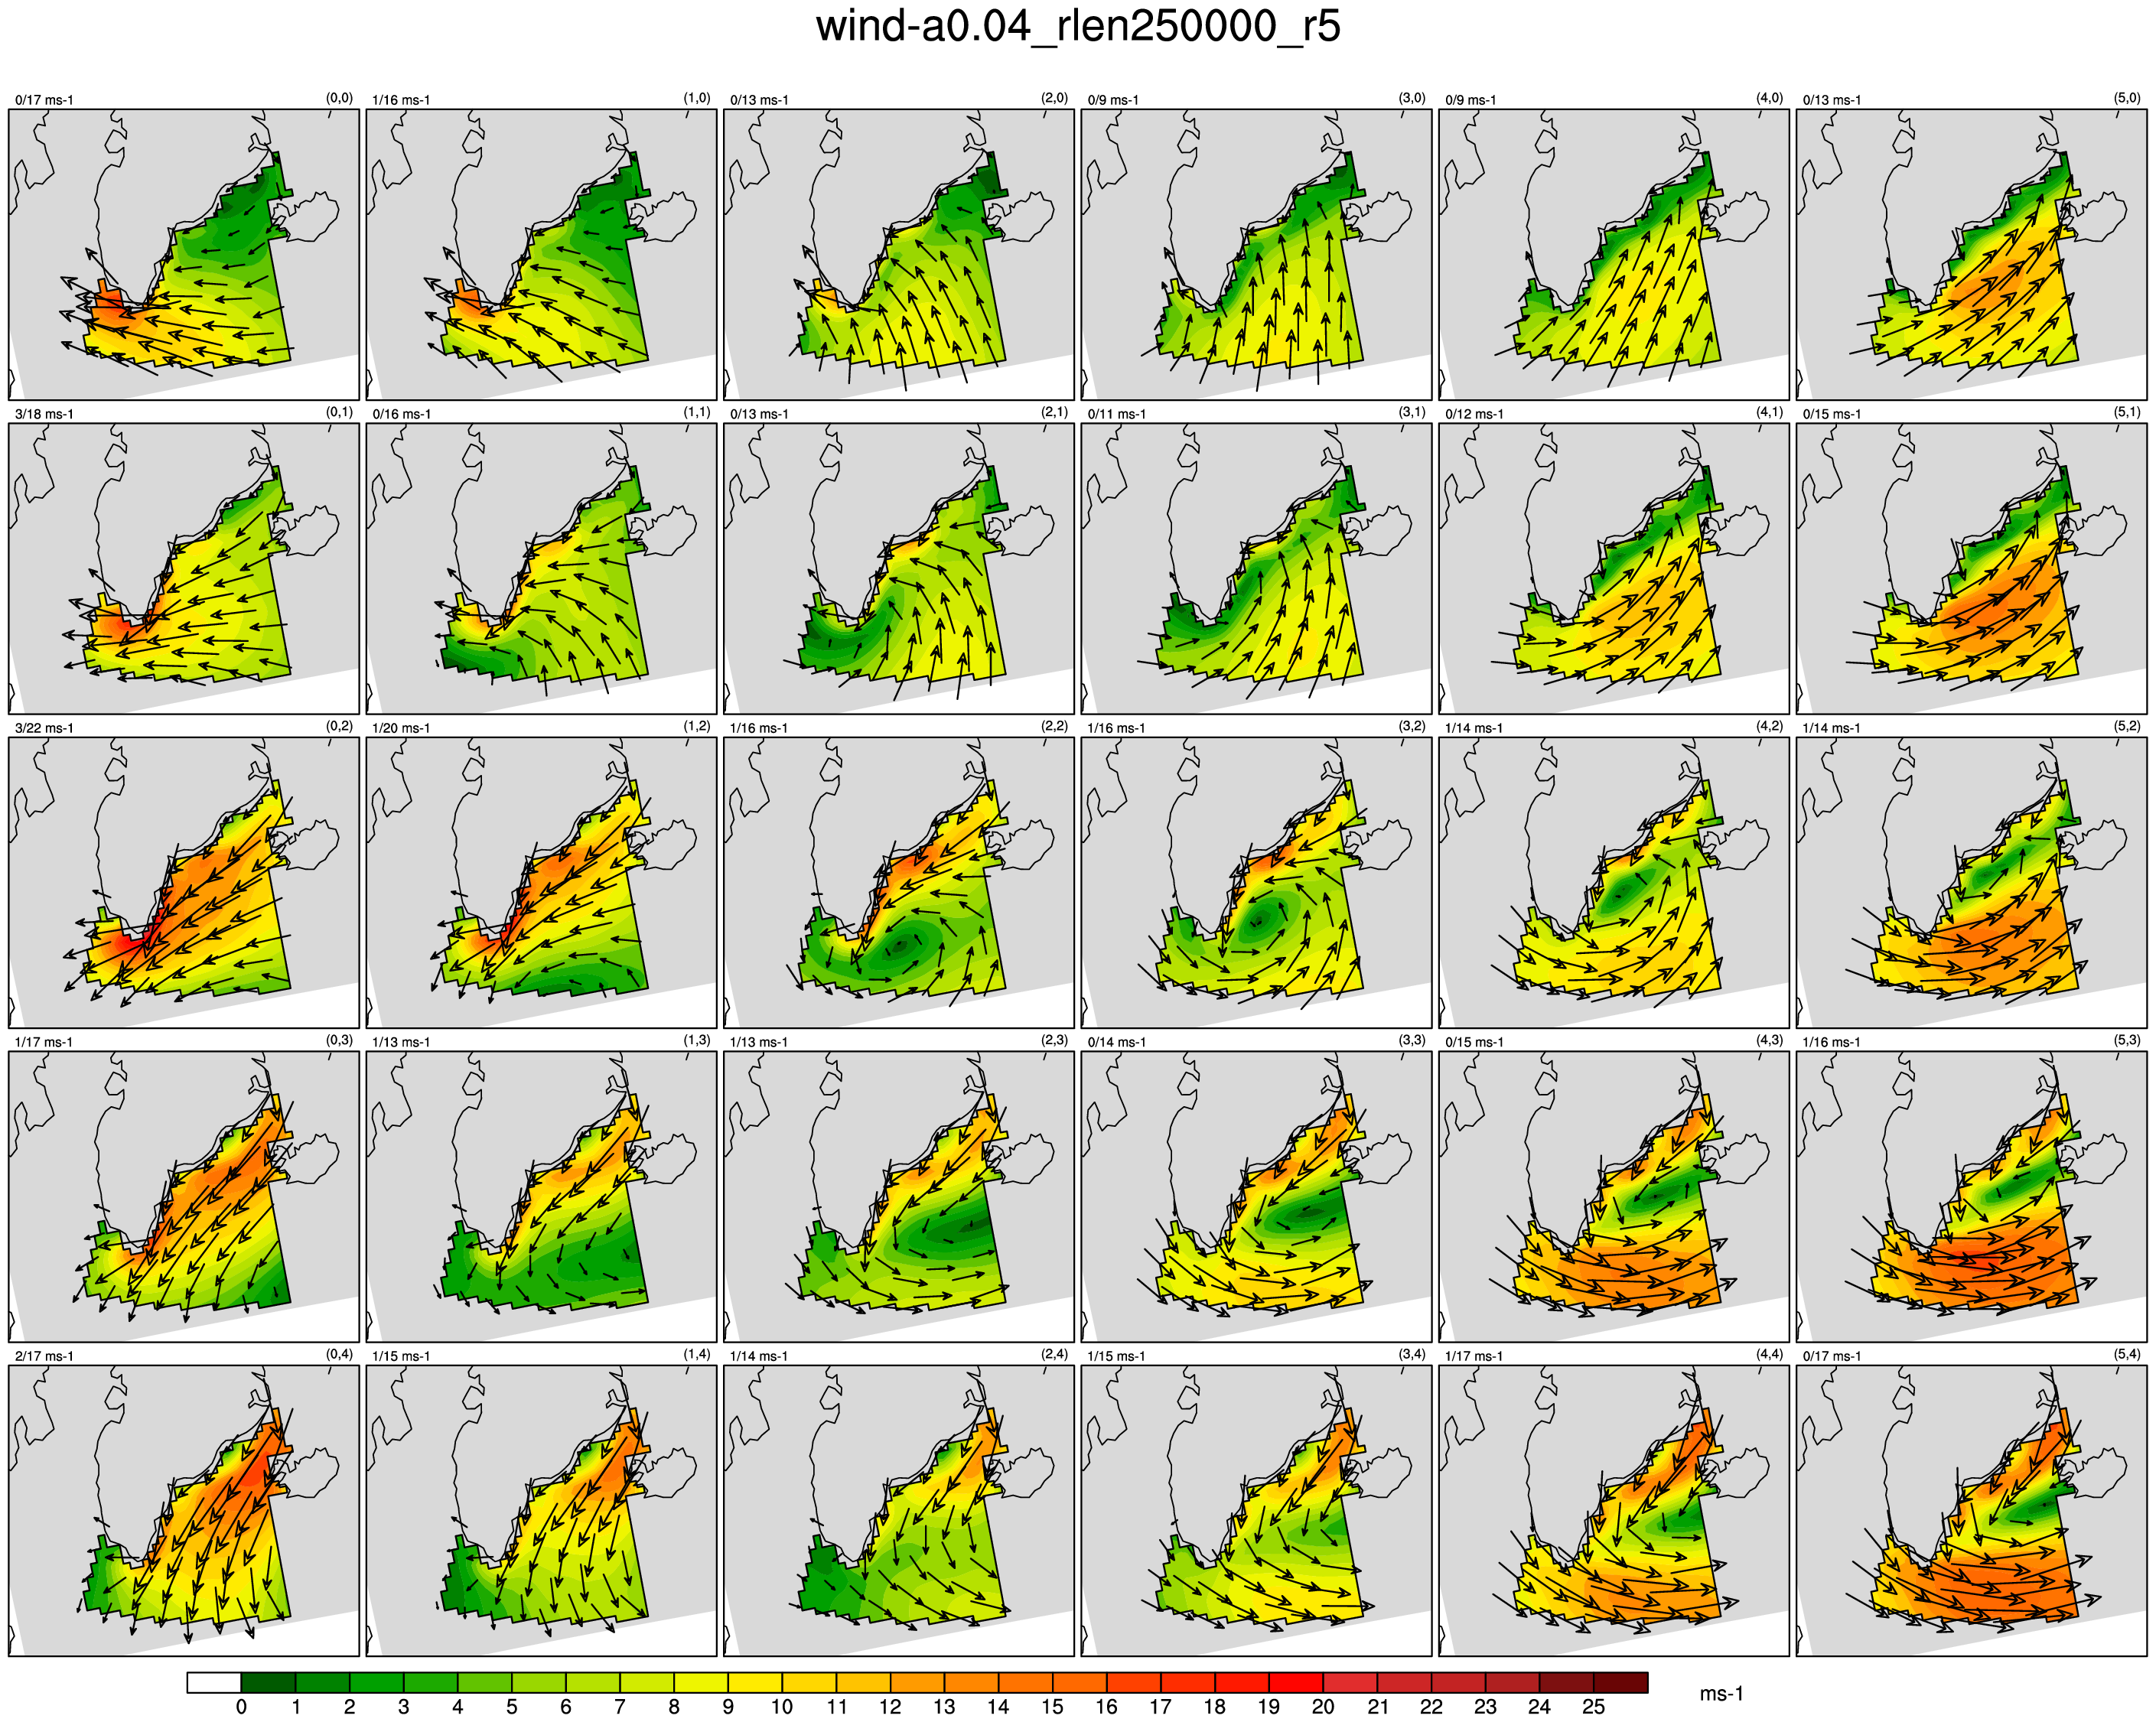 wind-a0.04_rlen250000_r5
0/17 ms-1 (0,0) 1/16 ms-1 (1,0) 0/13 ms-1 (2,0) 0/9 ms-1 (3,0) 0/9 ms-1 (4,0) 0/13 ms-1 (5,0)
3/18 ms-1 (0,1) 0/16 ms-1 (1,1) 0/13 ms-1 (2,1) 0/11 ms-1 (3,1) 0/12 ms-1 (4,1) 0/15 ms-1 (5,1)
3/22 ms-1 (0,2) 1/20 ms-1 (1,2) 1/16 ms-1 (2,2) 1/16 ms-1 (3,2) 1/14 ms-1 (4,2) 1/14 ms-1 (5,2)
1/17 ms-1 (0,3) 1/13 ms-1 (1,3) 1/13 ms-1 (2,3) 0/14 ms-1 (3,3) 0/15 ms-1 (4,3) 1/16 ms-1 (5,3)
2/17 ms-1 (0,4) 1/15 ms-1 (1,4) 1/14 ms-1 (2,4) 1/15 ms-1 (3,4) 1/17 ms-1 (4,4) 0/17 ms-1 (5,4)
0 1 2 3 4 5 6 7 8 9 10 11 12 13 14 15 16 17 18 19 20 21 22 23 24 25 ms-1